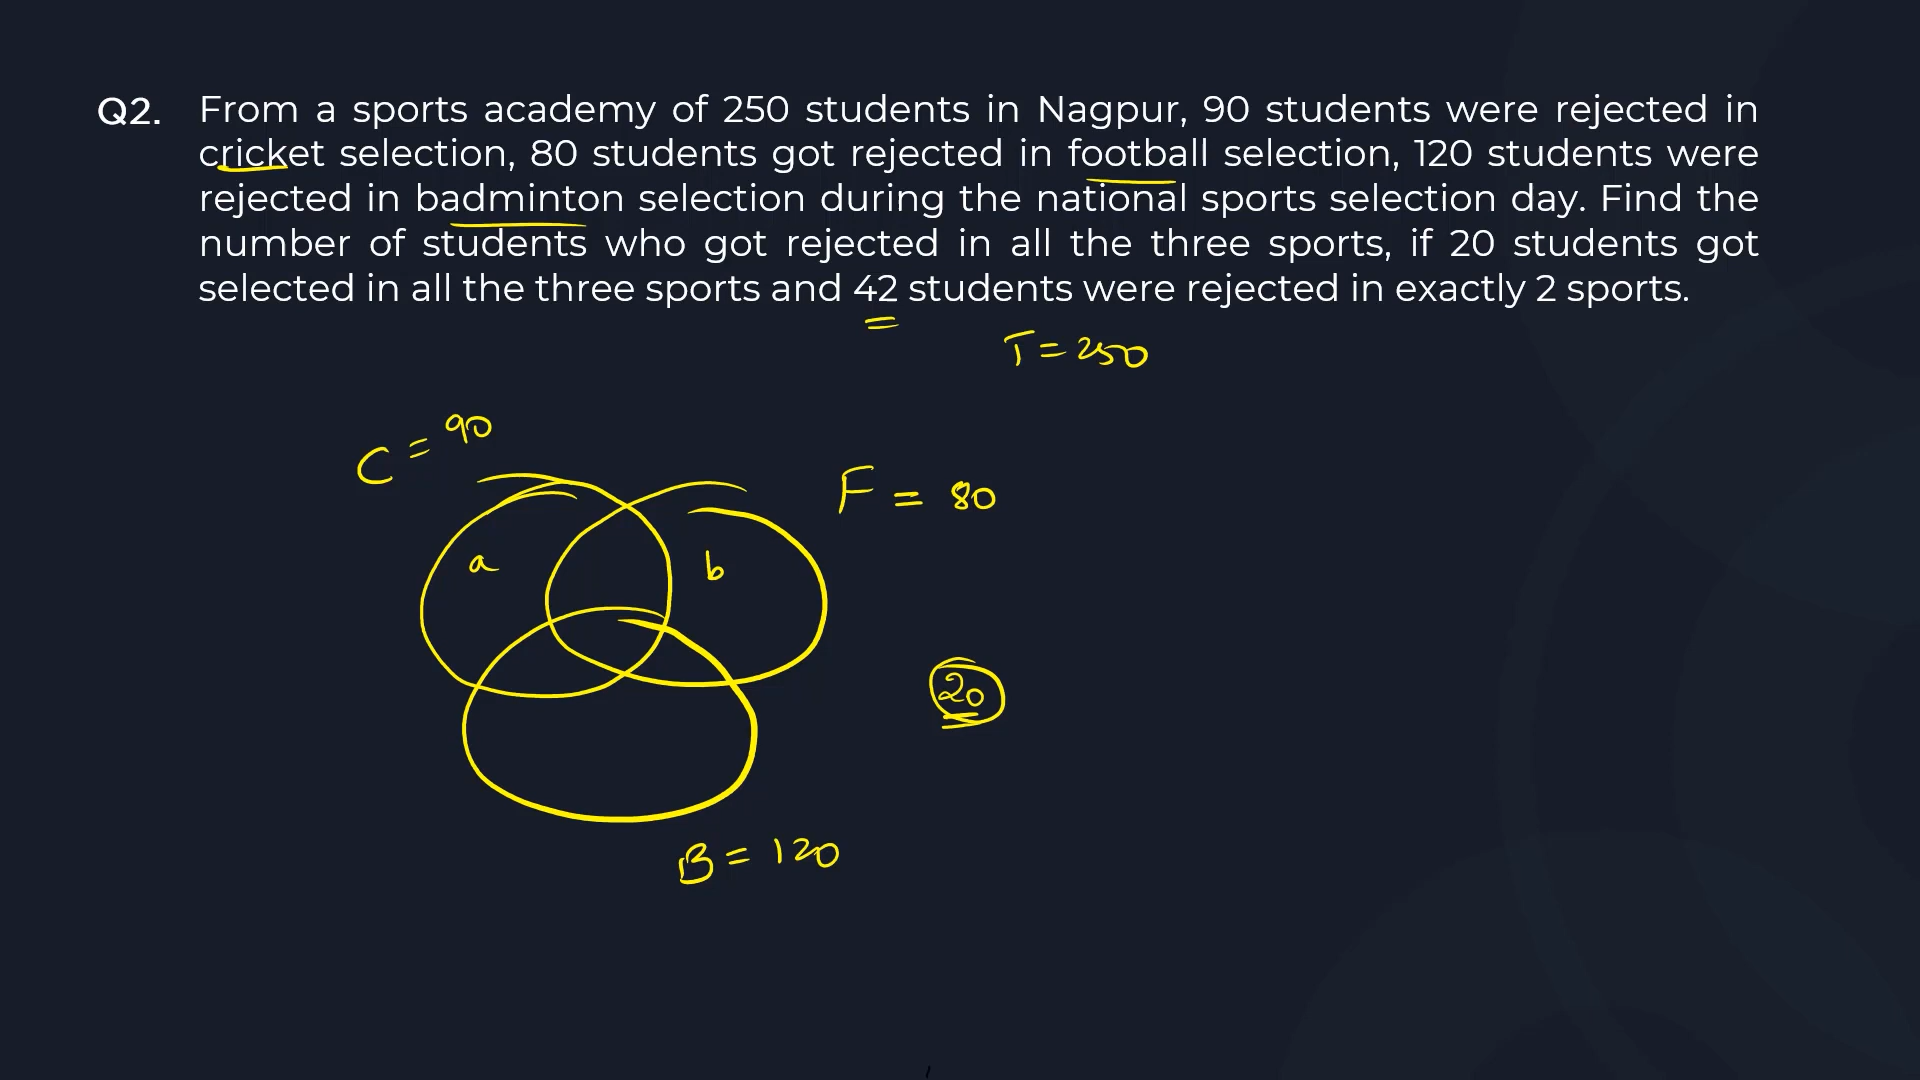 Q2. From a sports academy of 250 students in Nagpur, 90 students were rejected in
cricket selection, 80 students got rejected in football selection, 120 students were
rejected in badminton selection during the national sports selection day. Find the
number of students who got rejected in all the three sports, if 20 students got
selected in all the three sports and 42 students were rejected in exactly 2 sports.
T = 250
C = 90
F = 80
a
b
20
B = 120